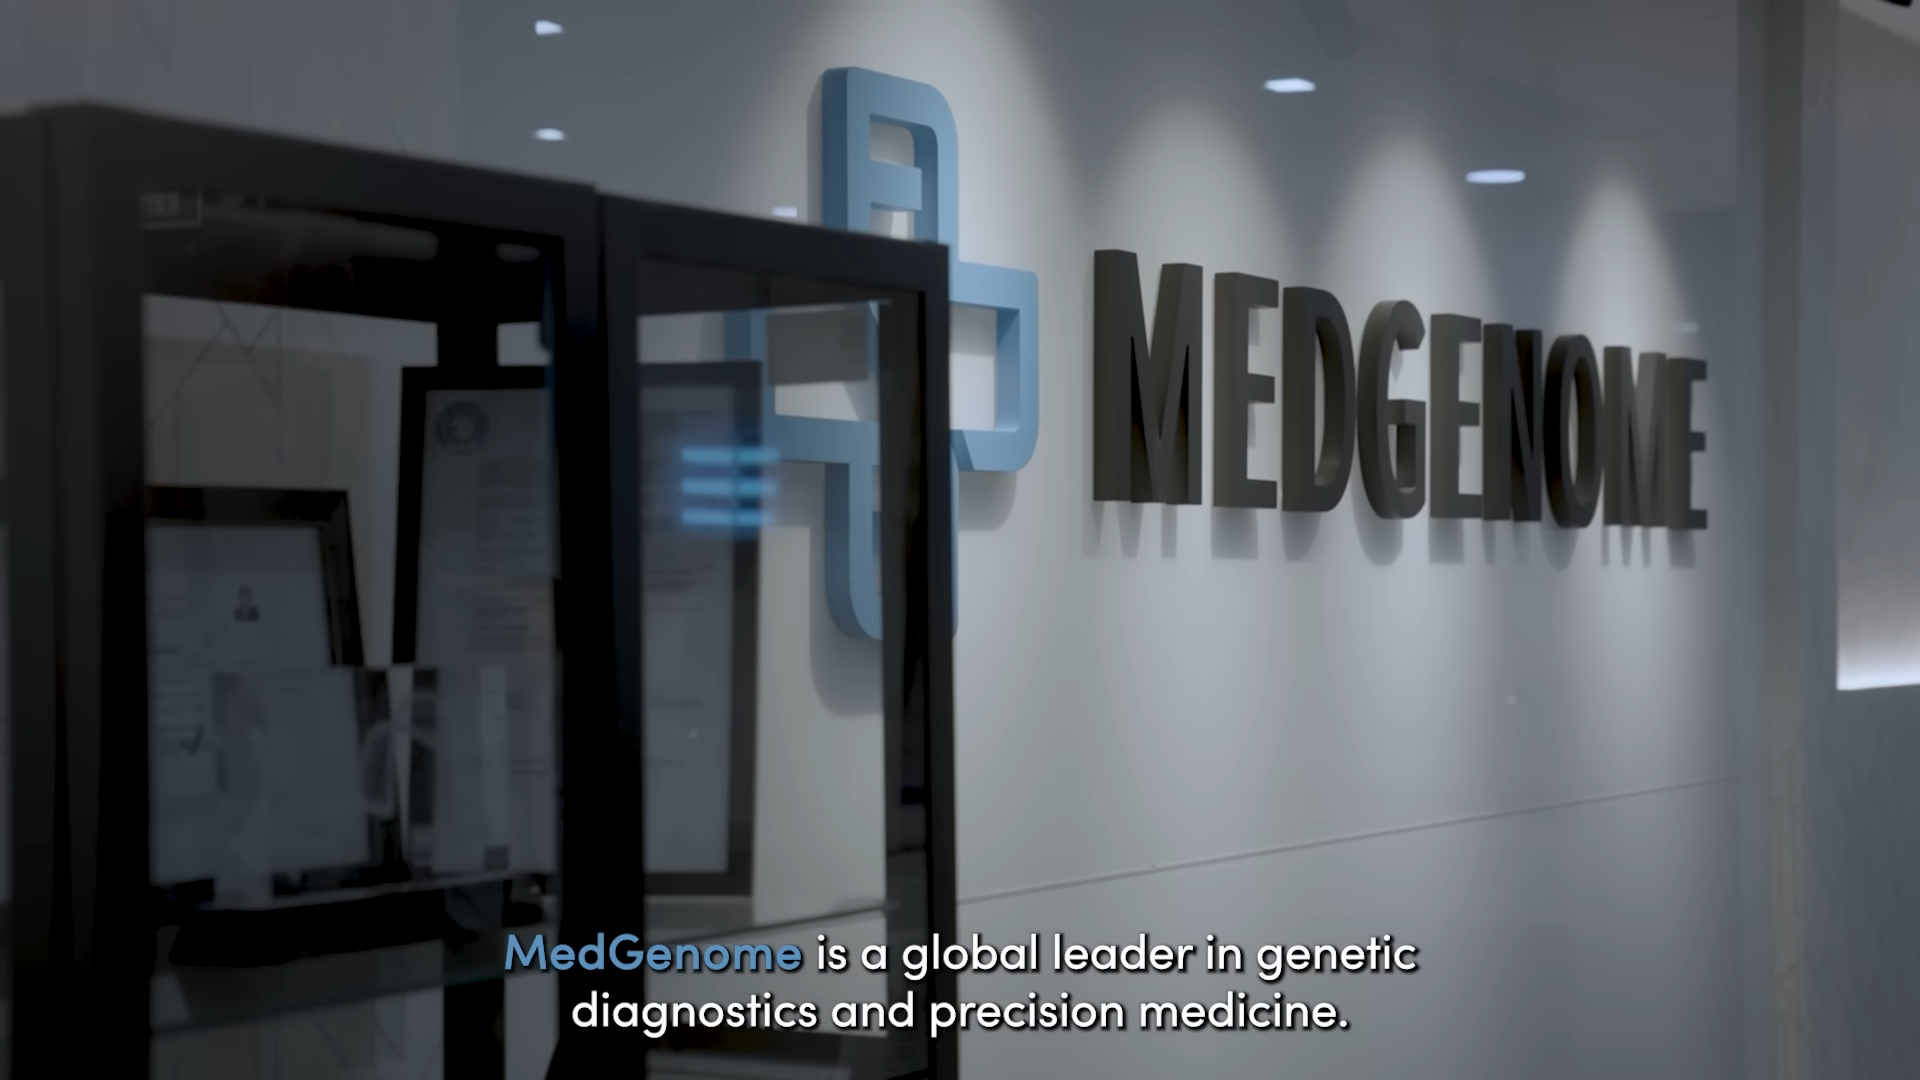 MEDGENOME
MedGenome is a global leader in genetic
diagnostics and precision medicine.